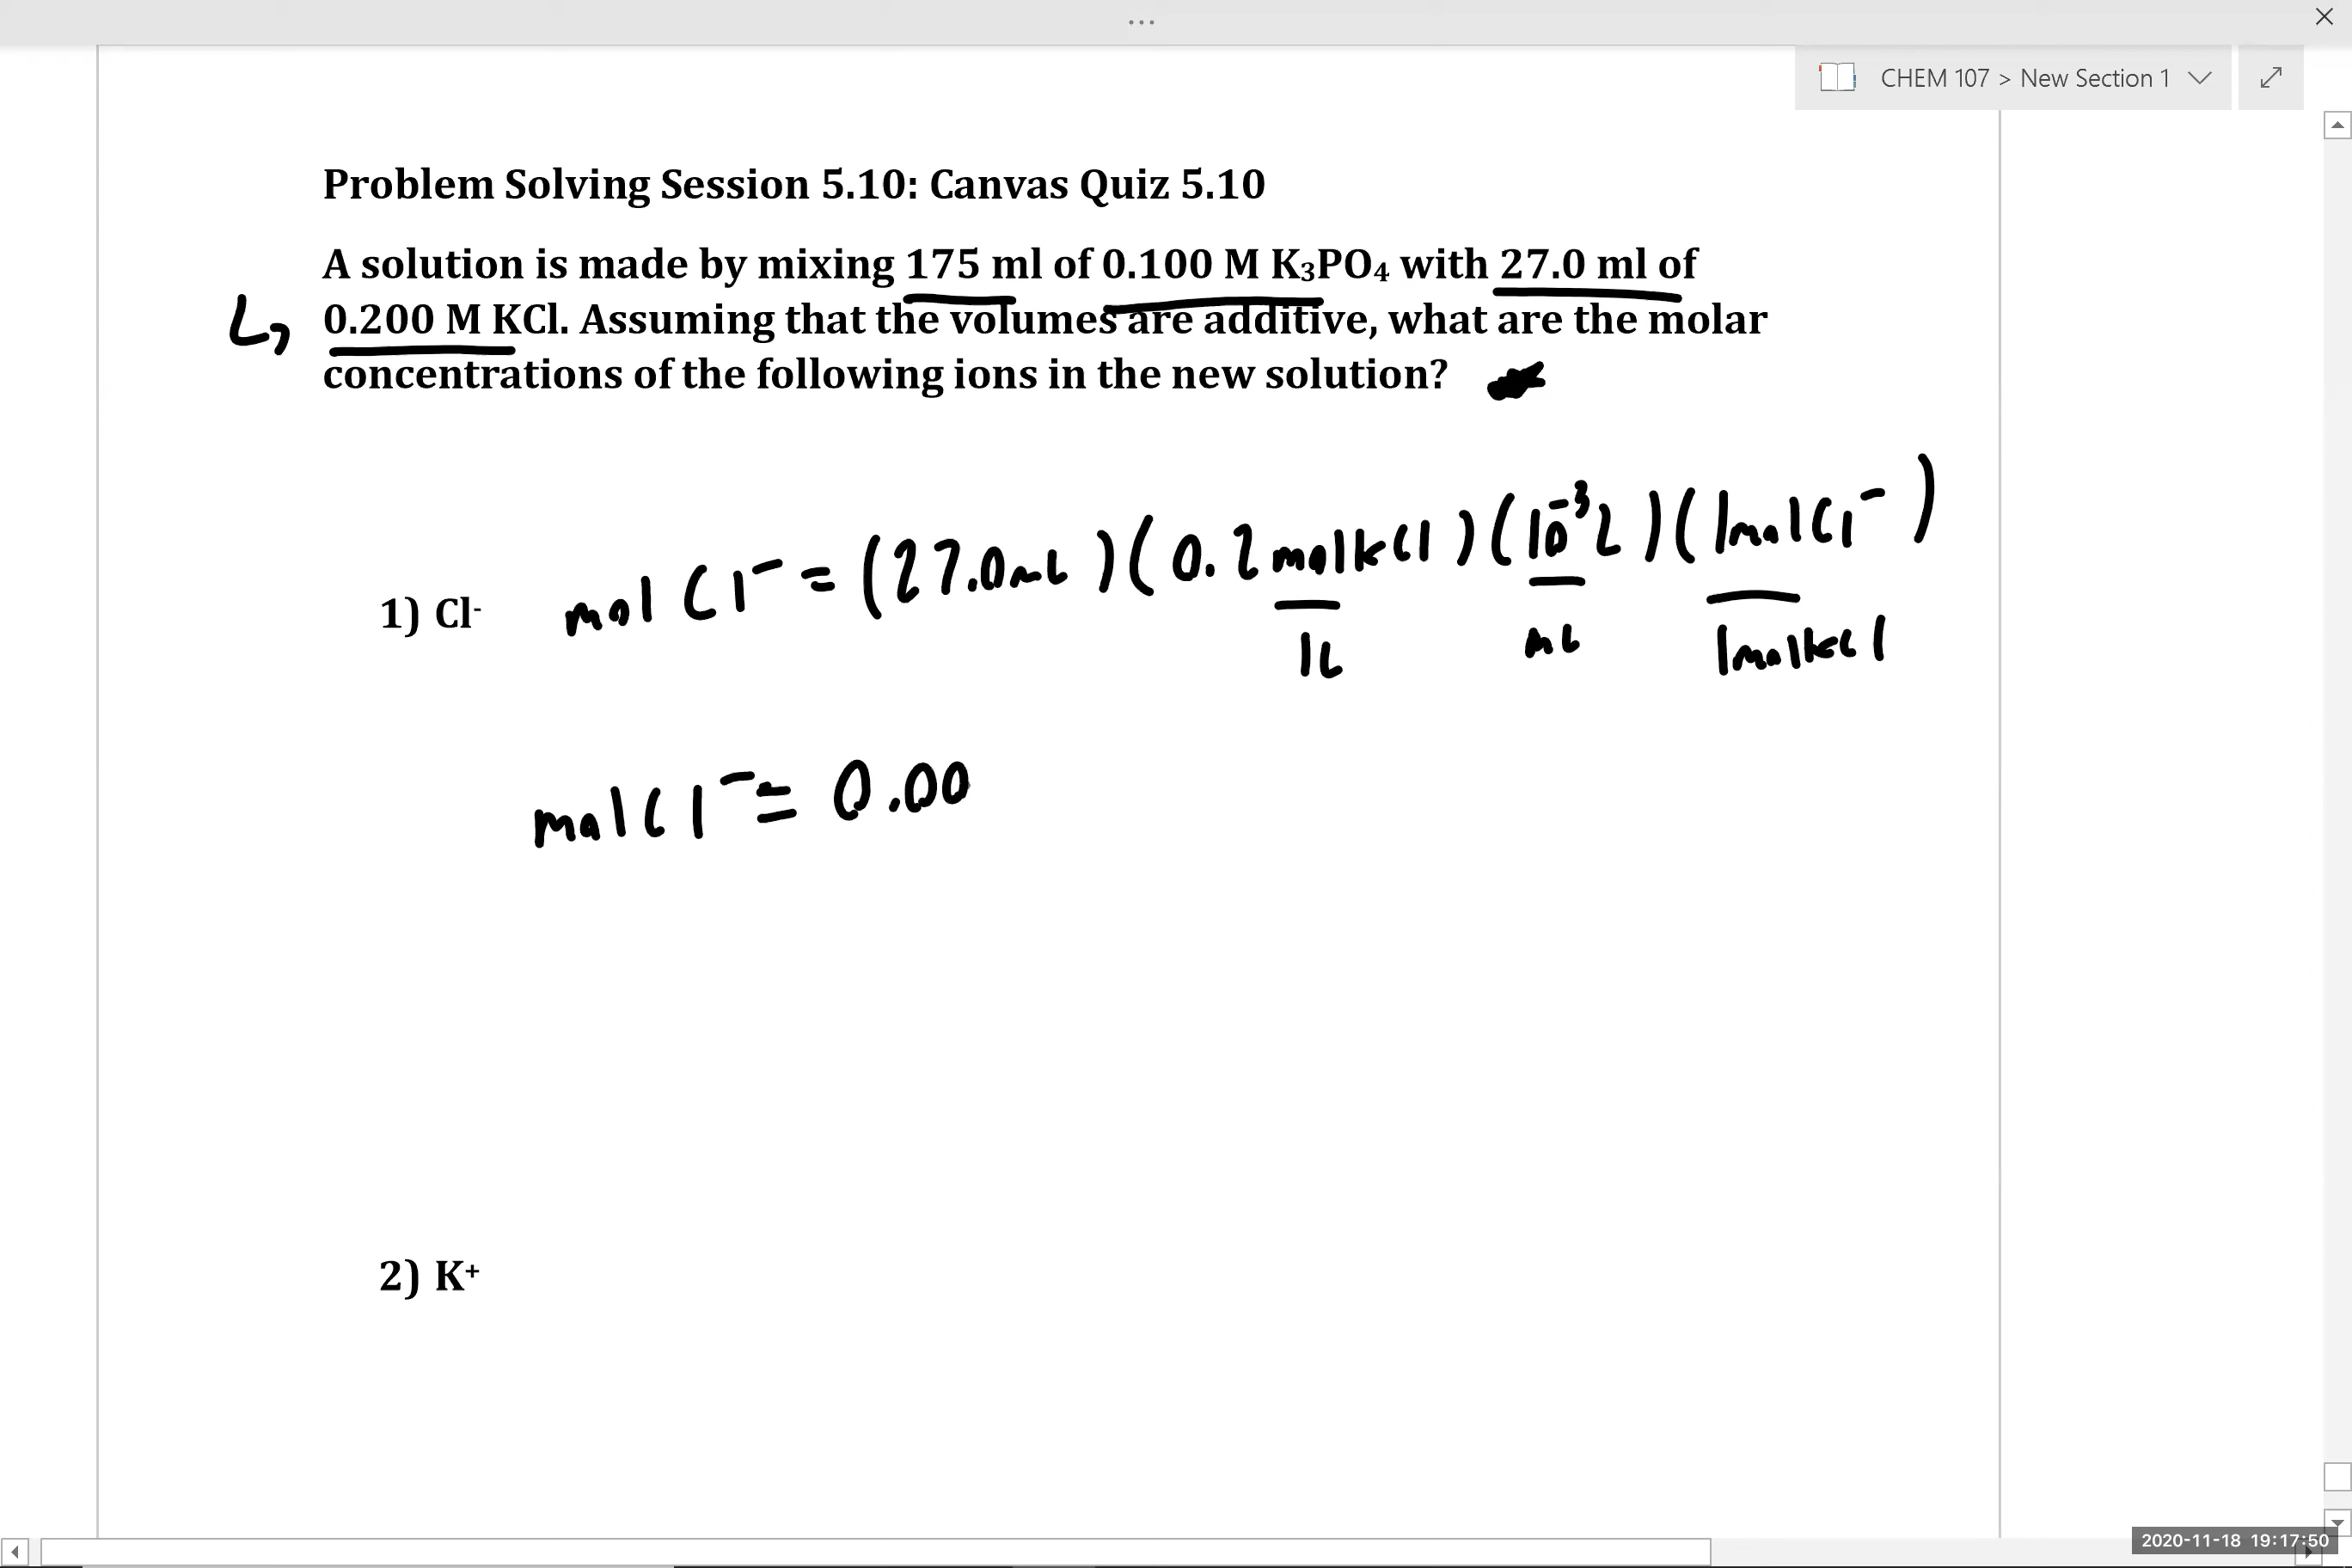 CHEM 107 > New Section 1
Problem Solving Session 5.10: Canvas Quiz 5.10
A solution is made by mixing 175 ml of 0.100 M K₃PO₄ with 27.0 ml of
0.200 M KCl. Assuming that the volumes are additive, what are the molar
concentrations of the following ions in the new solution?
1) Cl-
mol Cl⁻ = (27.0mL)(0.2 molKCl / 1L)(10⁻³L / mL)(1molCl⁻ / 1molKCl)
molCl⁻ = 0.00
2) K+
2020-11-18 19:17:50